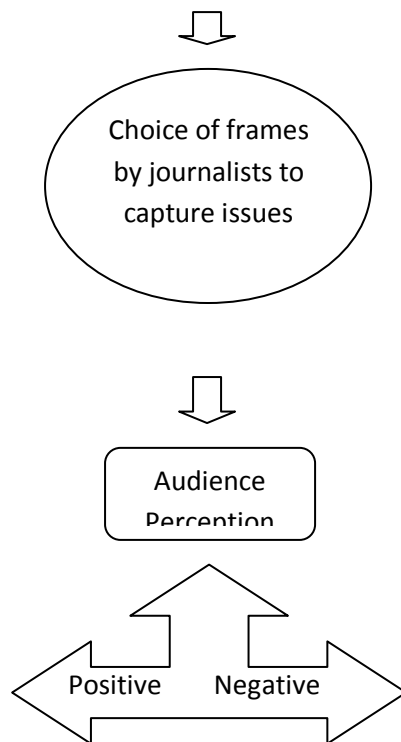 Choice of frames
by journalists to
capture issues
Audience
Perception
Positive Negative